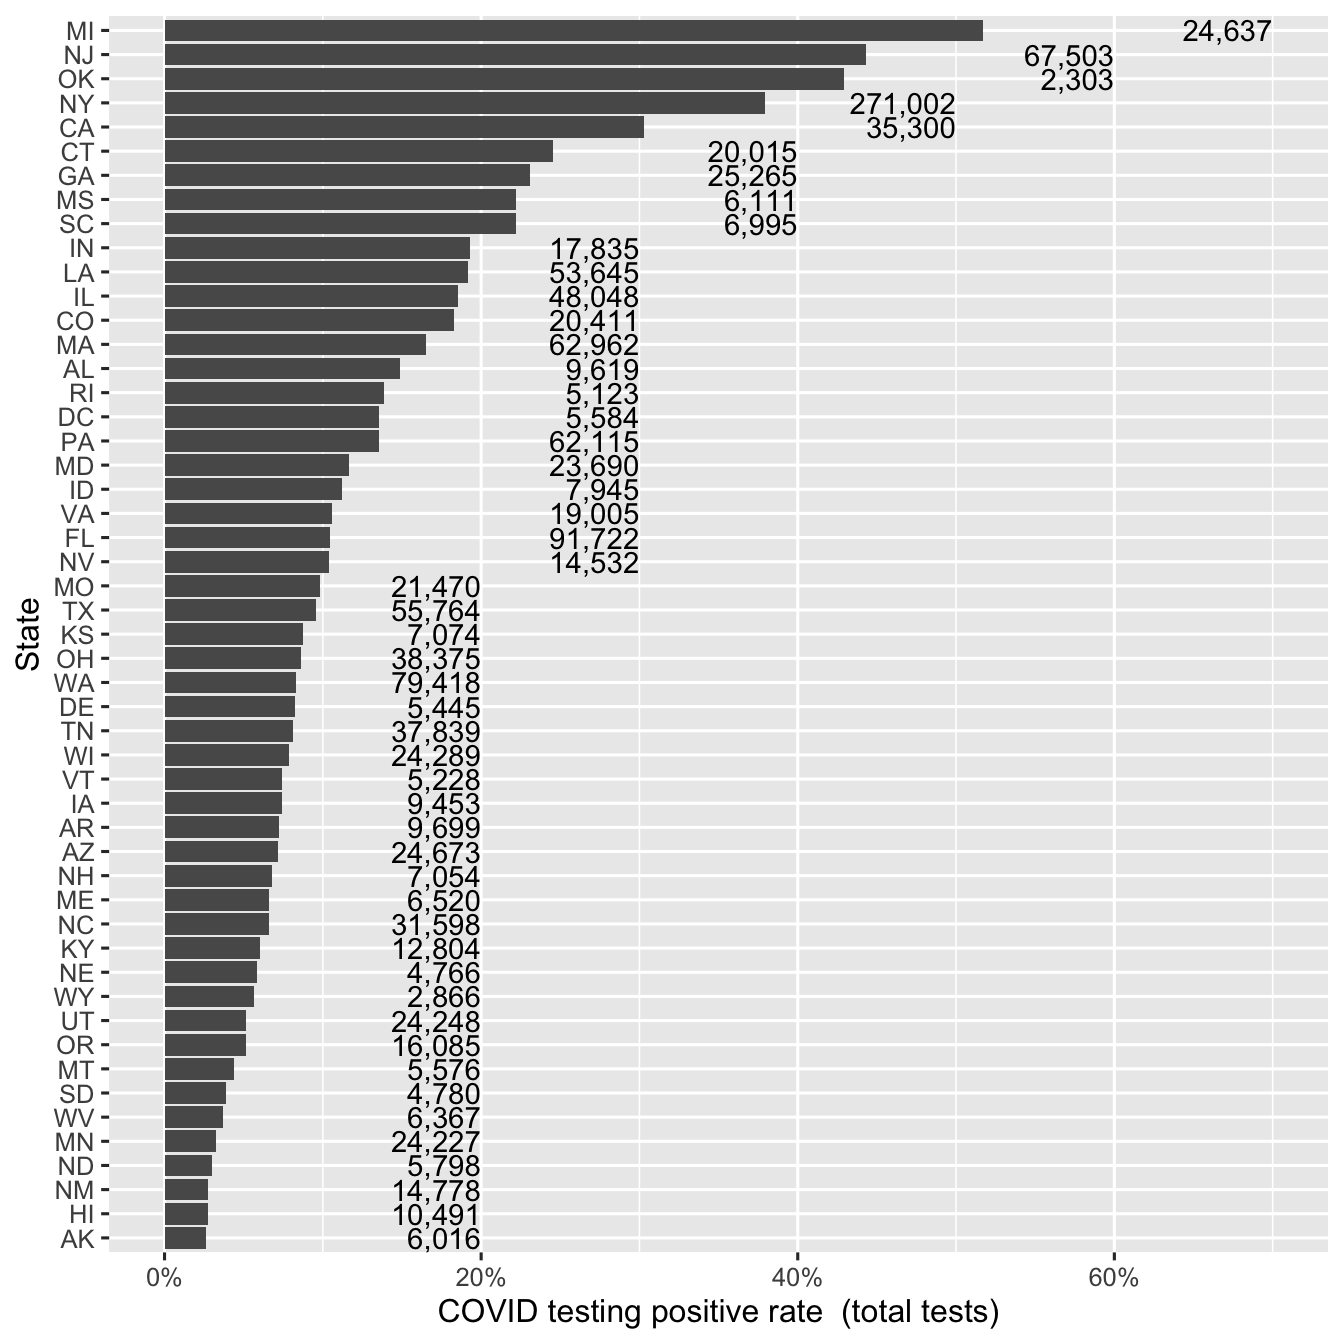 MI 24,637
NJ 67,503
OK 2,303
NY 271,002
CA 35,300
CT 20,015
GA 25,265
MS 6,111
SC 6,995
IN 17,835
LA 53,645
IL 48,048
CO 20,411
MA 62,962
AL 9,619
RI 5,123
DC 5,584
PA 62,115
MD 23,690
ID 7,945
VA 19,005
FL 91,722
NV 14,532
MO 21,470
TX 55,764
KS 7,074
OH 38,375
WA 79,418
DE 5,445
TN 37,839
WI 24,289
VT 5,228
IA 9,453
AR 9,699
AZ 24,673
NH 7,054
ME 6,520
NC 31,598
KY 12,804
NE 4,766
WY 2,866
UT 24,248
OR 16,085
MT 5,576
SD 4,780
WV 6,367
MN 24,227
ND 5,798
NM 14,778
HI 10,491
AK 6,016
State
0% 20% 40% 60%
COVID testing positive rate  (total tests)